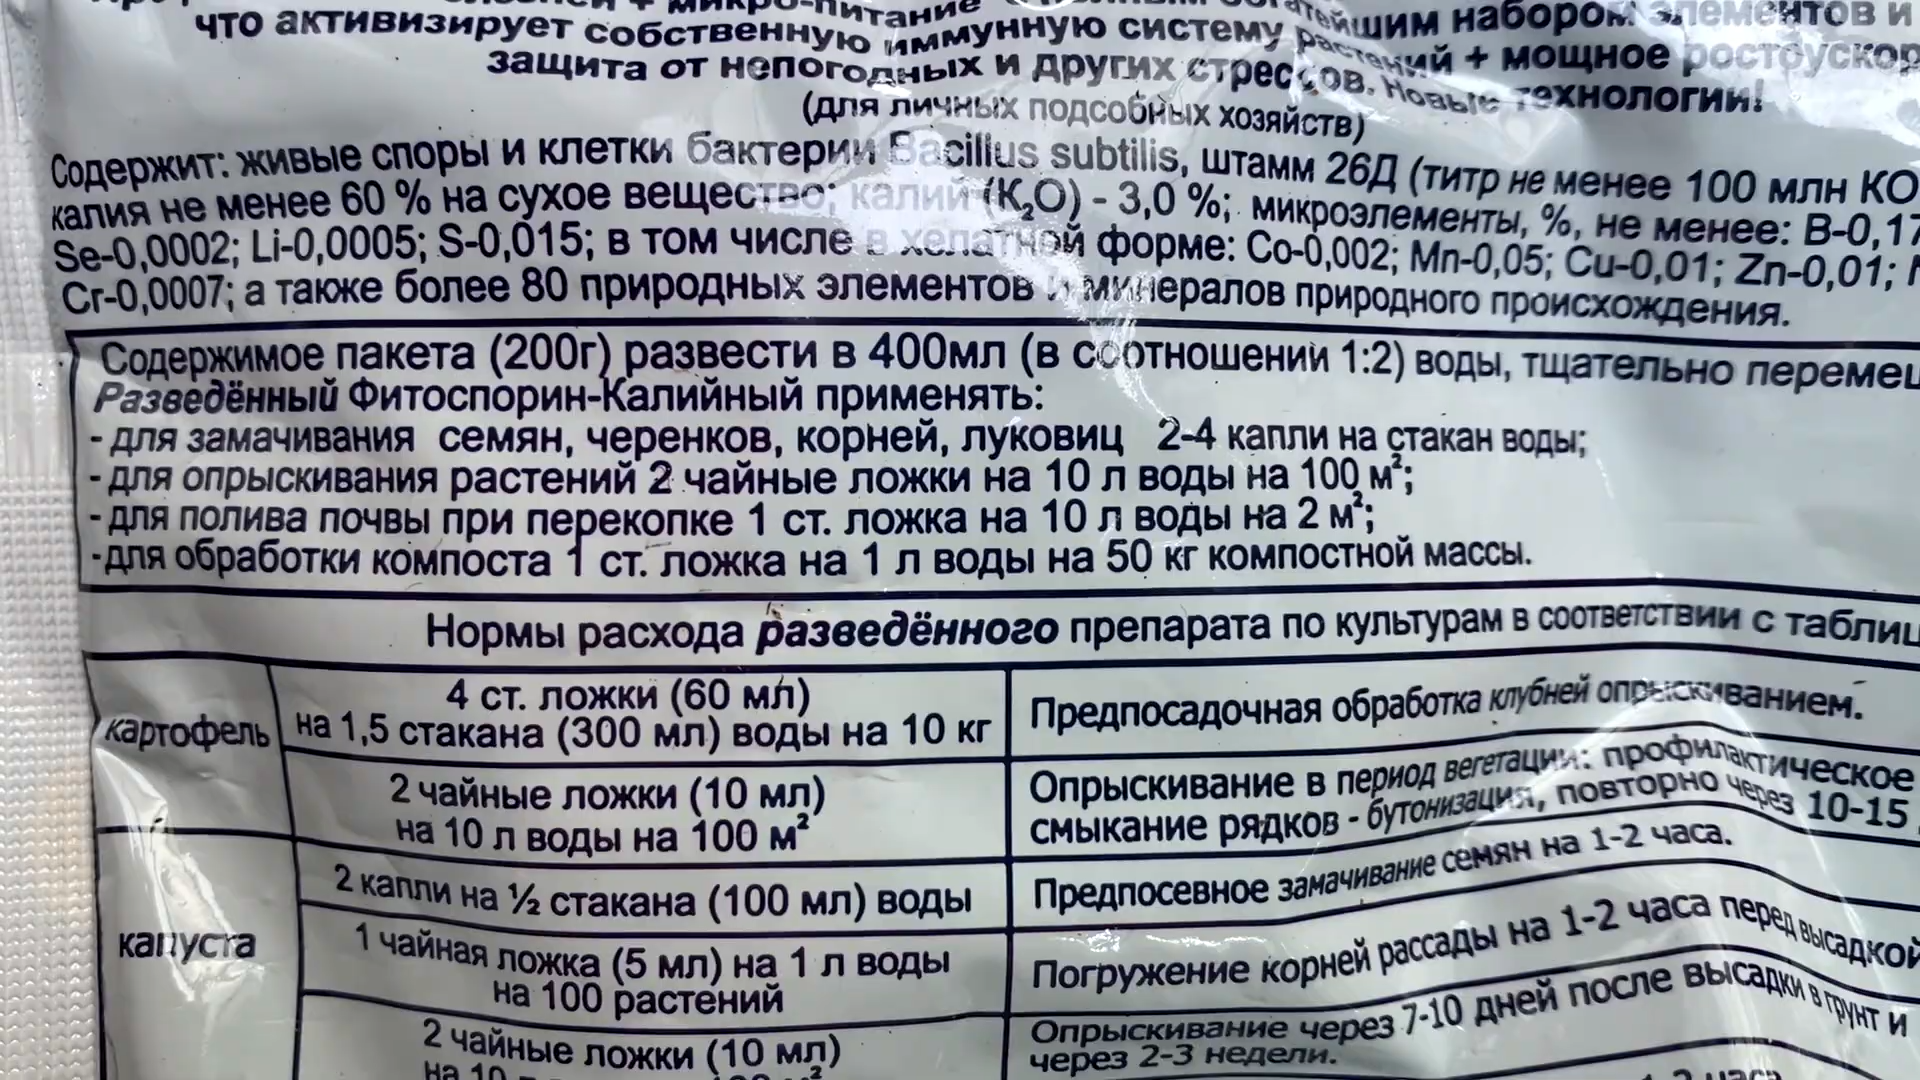 микро-питание набором элементов и
что активизирует собственную иммунную систему растений + мощное ростоускор
защита от непогодных и других стрессов. Новые технологии!
(для личных подсобных хозяйств)
Содержит: живые споры и клетки бактерии Bacillus subtilis, штамм 26Д (титр не менее 100 млн КО
калия не менее 60 % на сухое вещество; калий (K₂O) - 3,0 %; микроэлементы, %, не менее: B-0,17
Se-0,0002; Li-0,0005; S-0,015; в том числе в хелатной форме: Co-0,002; Mn-0,05; Cu-0,01; Zn-0,01;
Cr-0,0007; а также более 80 природных элементов и минералов природного происхождения.
Содержимое пакета (200г) развести в 400мл (в соотношений 1:2) воды, тщательно перемеш
Разведённый Фитоспорин-Калийный применять:
- для замачивания семян, черенков, корней, луковиц 2-4 капли на стакан воды;
- для опрыскивания растений 2 чайные ложки на 10 л воды на 100 м²;
- для полива почвы при перекопке 1 ст. ложка на 10 л воды на 2 м²;
-для обработки компоста 1 ст. ложка на 1 л воды на 50 кг компостной массы.
Нормы расхода разведённого препарата по культурам в соответствии с таблиц
картофель
4 ст. ложки (60 мл)
на 1,5 стакана (300 мл) воды на 10 кг
Предпосадочная обработка клубней опрыскиванием.
2 чайные ложки (10 мл)
на 10 л воды на 100 м²
Опрыскивание в период вегетации: профилактическое
смыкание рядков - бутонизация, повторно через 10-15
капуста
2 капли на ½ стакана (100 мл) воды
Предпосевное замачивание семян на 1-2 часа.
1 чайная ложка (5 мл) на 1 л воды
на 100 растений
Погружение корней рассады на 1-2 часа перед высадкой
2 чайные ложки (10 мл)
на 10
Опрыскивание через 7-10 дней после высадки в грунт и
через 2-3 недели.